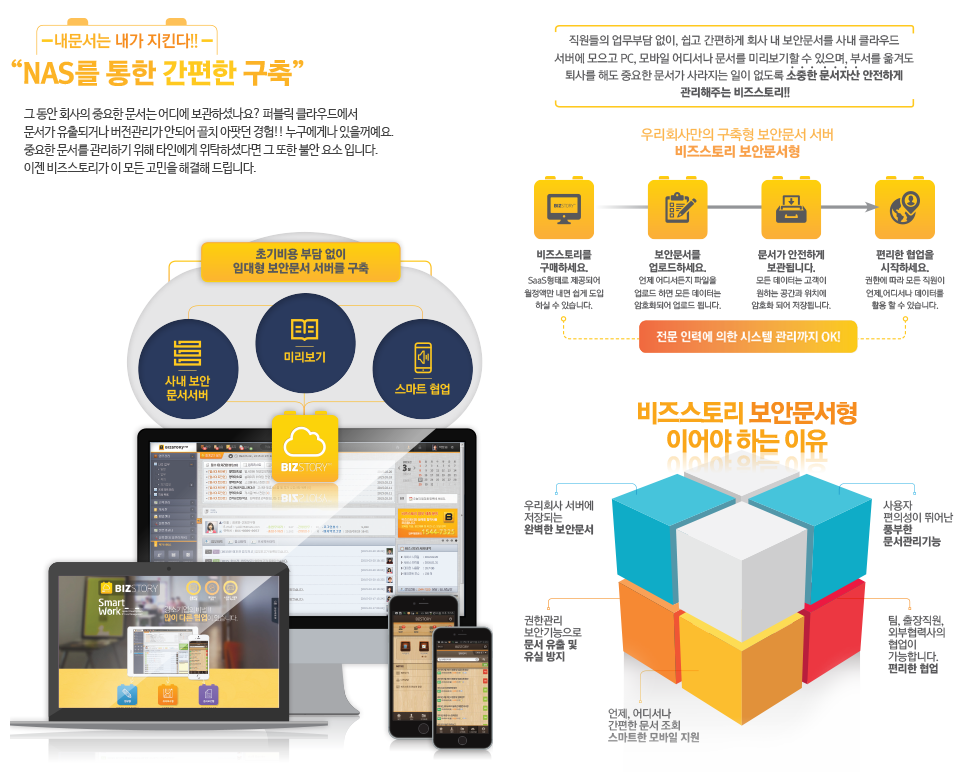 내문서는 내가 지킨다!!
“NAS를 통한 간편한 구축”
그 동안 회사의 중요한 문서는 어디에 보관하셨나요? 퍼블릭 클라우드에서
문서가 유출되거나 버전관리가 안되어 골치 아팟던 경험!! 누구에게나 있을꺼예요.
중요한 문서를 관리하기 위해 타인에게 위탁하셨다면 그 또한 불안 요소 입니다.
이젠 비즈스토리가 이 모든 고민을 해결해 드립니다.
초기비용 부담 없이
임대형 보안문서 서버를 구축
사내 보안
문서서버
미리보기
스마트 협업
BIZSTORY
BIZSTORY
Smart
Work
많이 다른 협업
1544-7325
직원들의 업무부담 없이, 쉽고 간편하게 회사 내 보안문서를 사내 클라우드
서버에 모으고 PC, 모바일 어디서나 문서를 미리보기할 수 있으며, 부서를 옮겨도
퇴사를 해도 중요한 문서가 사라지는 일이 없도록 소중한 문서자산 안전하게
관리해주는 비즈스토리!!
우리회사만의 구축형 보안문서 서버
비즈스토리 보안문서형
BIZSTORY
비즈스토리를
구매하세요.
SaaS형태로 제공되어
월정액만 내면 쉽게 도입
하실 수 있습니다.
보안문서를
업로드하세요.
언제 어디서든지 파일을
업로드 하면 모든 데이터는
암호화되어 업로드 됩니다.
문서가 안전하게
보관됩니다.
모든 데이터는 고객이
원하는 공간과 위치에
암호화 되어 저장됩니다.
편리한 협업을
시작하세요.
권한에 따라 모든 직원이
언제,어디서나 데이터를
활용 할 수 있습니다.
전문 인력에 의한 시스템 관리까지 OK!
비즈스토리 보안문서형
이어야 하는 이유
우리회사 서버에
저장되는
완벽한 보안문서
사용자
편의성이 뛰어난
풍부한
문서관리기능
권한관리
보안기능으로
문서 유출 및
유실 방지
팀, 출장직원,
외부협력사의
협업이
가능합니다.
편리한 협업
언제, 어디서나
간편한 문서 조회
스마트한 모바일 지원